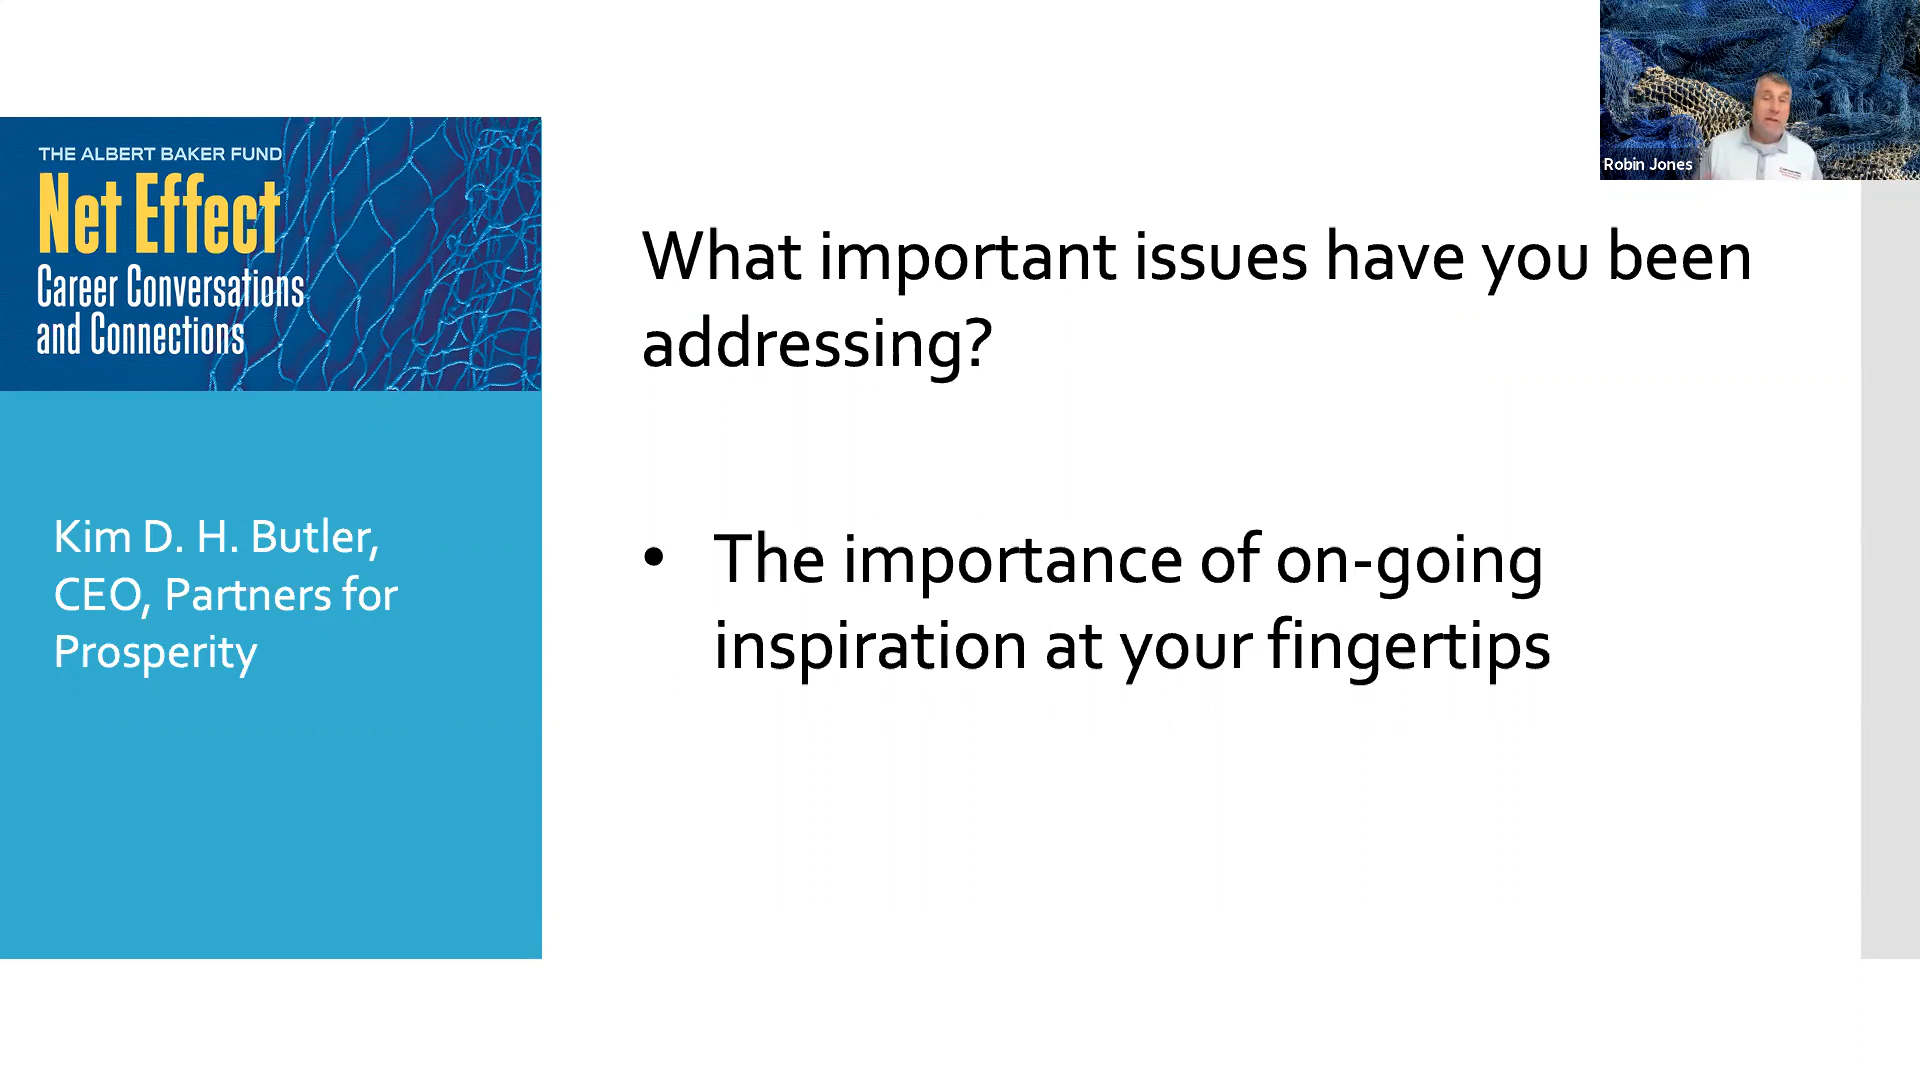 THE ALBERT BAKER FUND
Net Effect
Career Conversations
and Connections
Kim D. H. Butler,
CEO, Partners for
Prosperity
What important issues have you been
addressing?
• The importance of on-going
inspiration at your fingertips
Robin Jones